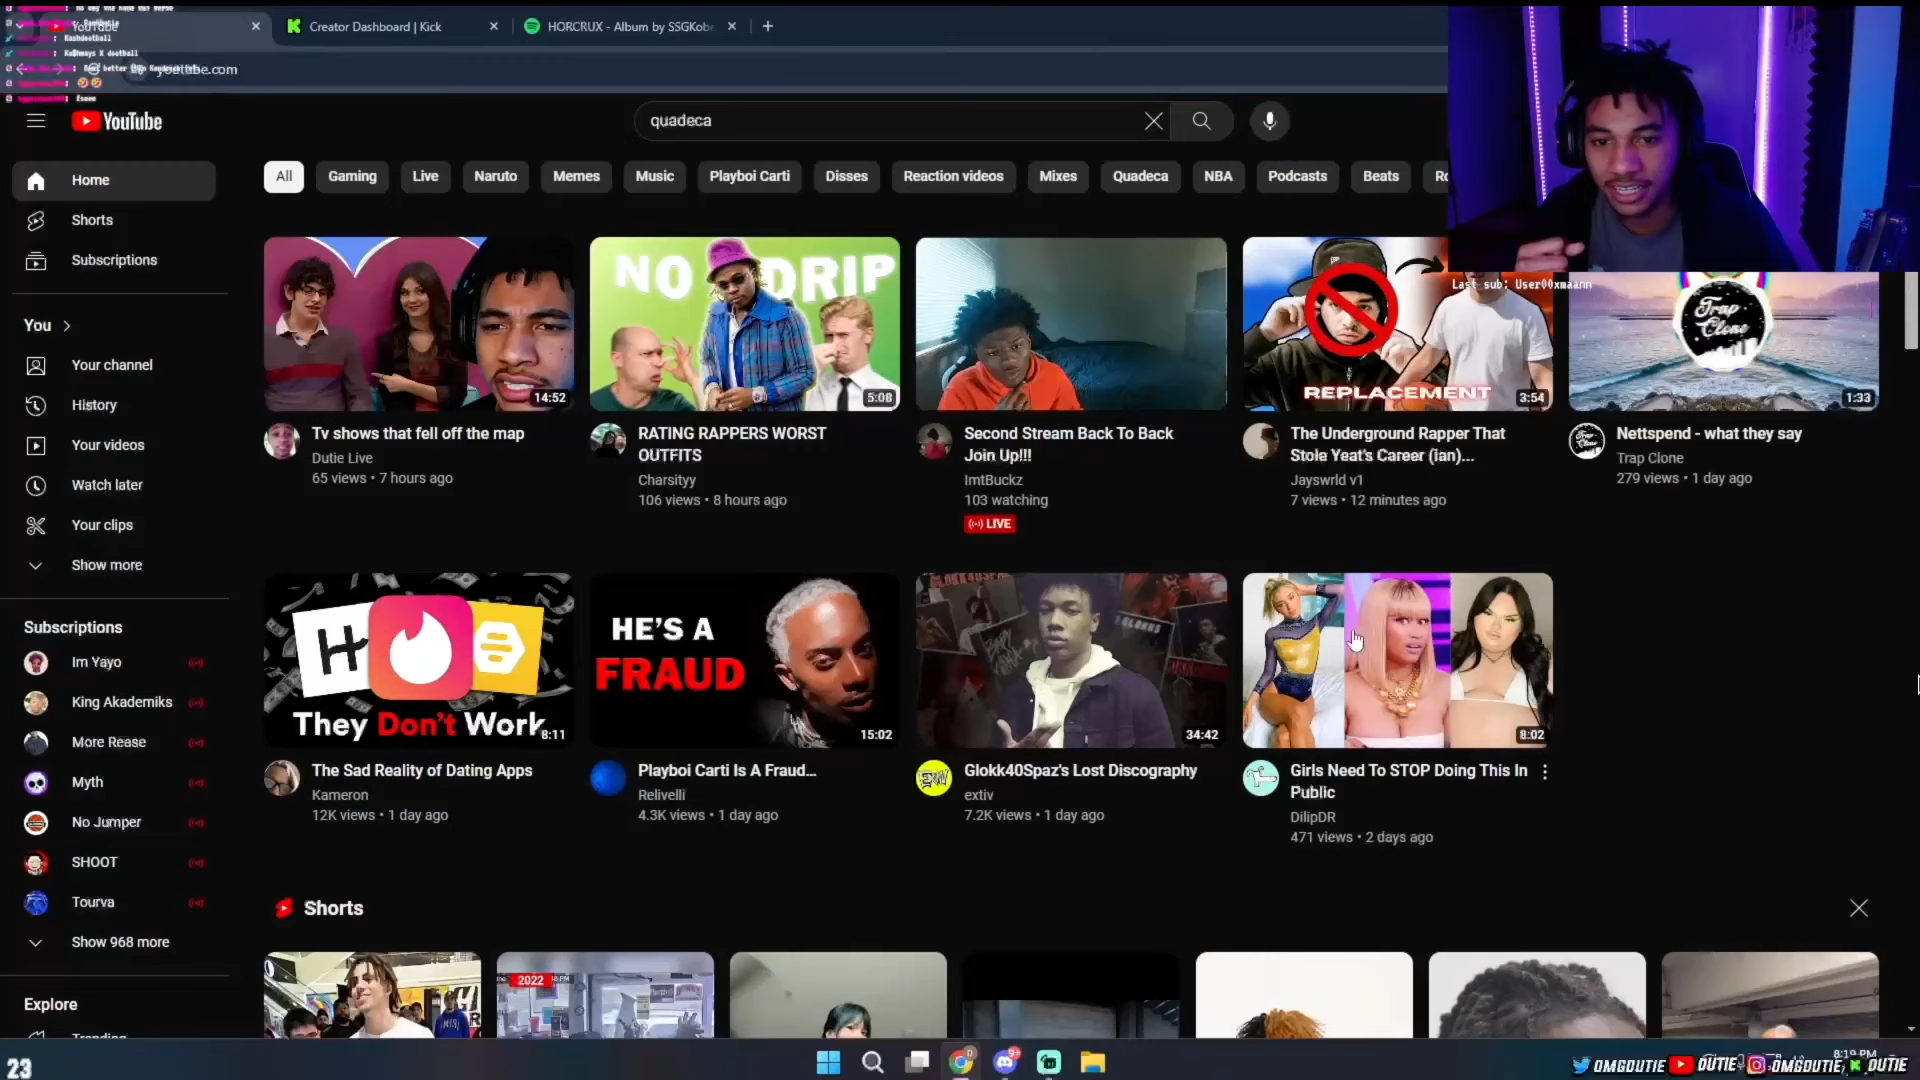 YouTube
Creator Dashboard | Kick
HORCRUX - Album by SSGKobe
Kashdootball
youtube.com
YouTube
quadeca
All
Gaming
Live
Naruto
Memes
Music
Playboi Carti
Disses
Reaction videos
Mixes
Quadeca
NBA
Podcasts
Beats
Home
Shorts
Subscriptions
You
Your channel
History
Your videos
Watch later
Your clips
Show more
Subscriptions
Im Yayo
King Akademiks
More Rease
Myth
No Jumper
SHOOT
Tourva
Show 968 more
Explore
Trending
14:52
Tv shows that fell off the map
Dutie Live
65 views • 7 hours ago
NO DRIP
5:08
RATING RAPPERS WORST
OUTFITS
Charsityy
106 views • 8 hours ago
Second Stream Back To Back
Join Up!!!
ImtBuckz
103 watching
LIVE
REPLACEMENT
3:54
The Underground Rapper That
Stole Yeat's Career (ian)...
Jayswrld v1
7 views • 12 minutes ago
Last sub: User00xmaann
Trap
Clone
1:33
Nettspend - what they say
Trap Clone
279 views • 1 day ago
They Don't Work
8:11
The Sad Reality of Dating Apps
Kameron
12K views • 1 day ago
HE'S A
FRAUD
15:02
Playboi Carti Is A Fraud...
Relivelli
4.3K views • 1 day ago
34:42
Glokk40Spaz's Lost Discography
extiv
7.2K views • 1 day ago
8:02
Girls Need To STOP Doing This In
Public
DilipDR
471 views • 2 days ago
Shorts
2022
23
8:19 PM
OMGDUTIE
DUTIE
OMGDUTIE
DUTIE